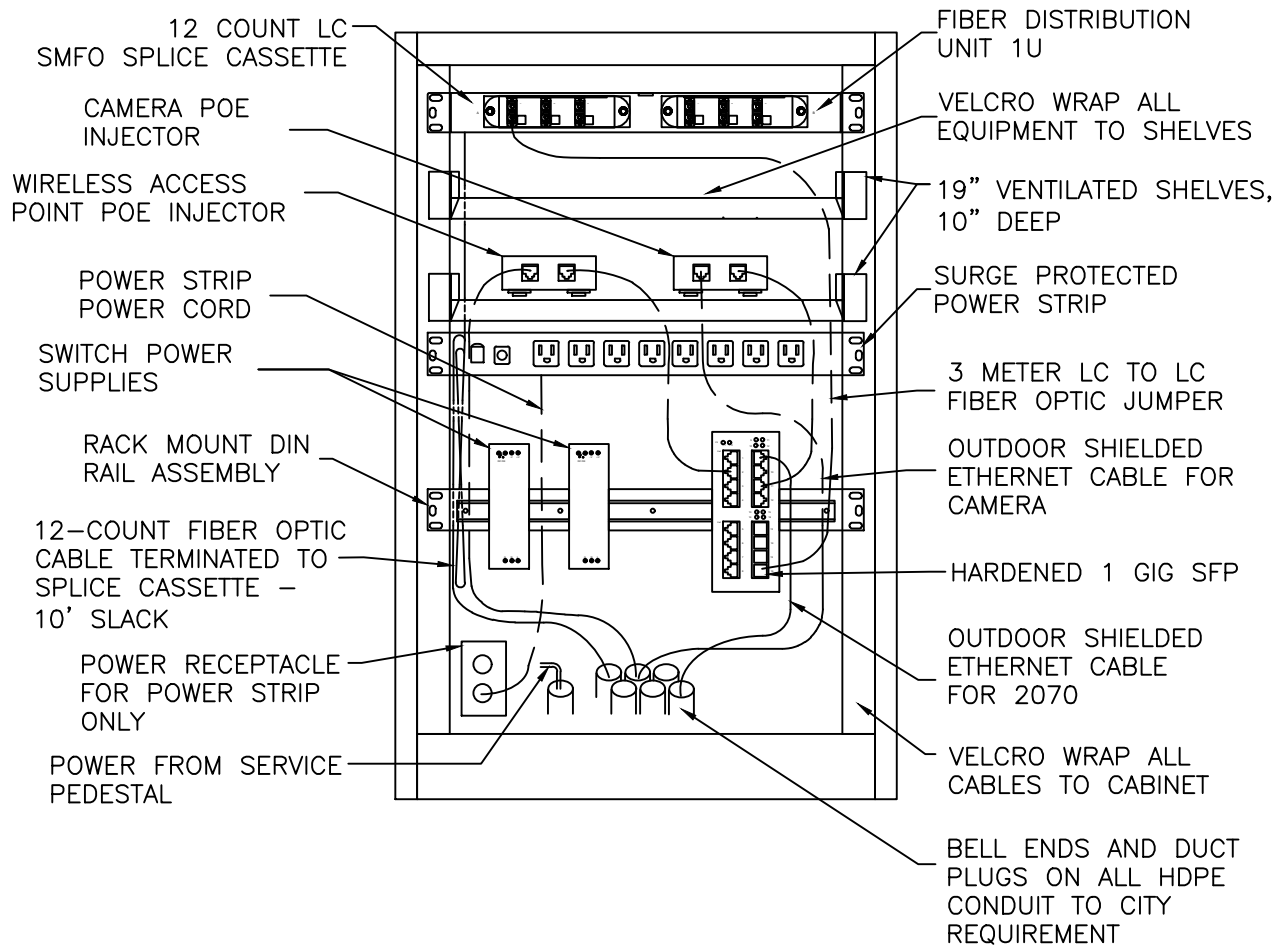 12 COUNT LC
SMFO SPLICE CASSETTE
CAMERA POE
INJECTOR
WIRELESS ACCESS
POINT POE INJECTOR
POWER STRIP
POWER CORD
SWITCH POWER
SUPPLIES
RACK MOUNT DIN
RAIL ASSEMBLY
12-COUNT FIBER OPTIC
CABLE TERMINATED TO
SPLICE CASSETTE -
10' SLACK
POWER RECEPTACLE
FOR POWER STRIP
ONLY
POWER FROM SERVICE
PEDESTAL
FIBER DISTRIBUTION
UNIT 1U
VELCRO WRAP ALL
EQUIPMENT TO SHELVES
19" VENTILATED SHELVES,
10" DEEP
SURGE PROTECTED
POWER STRIP
3 METER LC TO LC
FIBER OPTIC JUMPER
OUTDOOR SHIELDED
ETHERNET CABLE FOR
CAMERA
HARDENED 1 GIG SFP
OUTDOOR SHIELDED
ETHERNET CABLE
FOR 2070
VELCRO WRAP ALL
CABLES TO CABINET
BELL ENDS AND DUCT
PLUGS ON ALL HDPE
CONDUIT TO CITY
REQUIREMENT